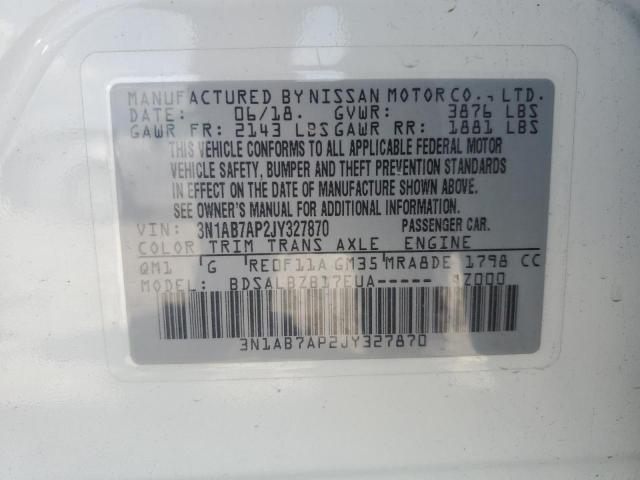 MANUFACTURED BY NISSAN MOTOR CO., LTD.
DATE: 06/18. GVWR: 3876 LBS
GAWR FR: 2143 LBS GAWR RR: 1881 LBS
THIS VEHICLE CONFORMS TO ALL APPLICABLE FEDERAL MOTOR
VEHICLE SAFETY, BUMPER AND THEFT PREVENTION STANDARDS
IN EFFECT ON THE DATE OF MANUFACTURE SHOWN ABOVE.
SEE OWNER'S MANUAL FOR ADDITIONAL INFORMATION.
VIN: 3N1AB7AP2JY327870 PASSENGER CAR.
COLOR TRIM TRANS AXLE ENGINE
QM1 G RE0F11A GM35 MRA8DE 1798 CC
MODEL: BDSALBZB17EUA-----
3N1AB7AP2JY327870